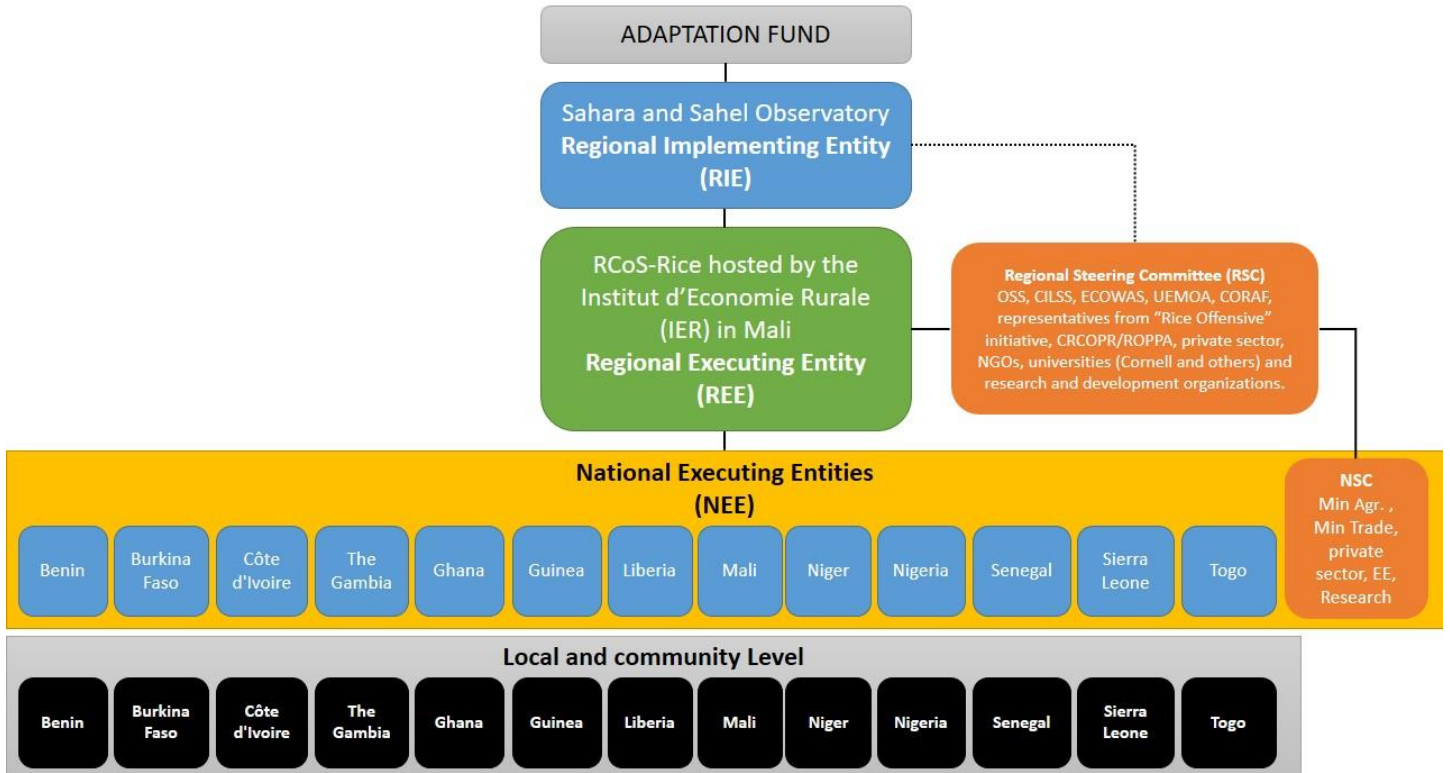 ADAPTATION FUND
Sahara and Sahel Observatory
Regional Implementing Entity
(RIE)
RCoS-Rice hosted by the
Institut d’Economie Rurale
(IER) in Mali
Regional Executing Entity
(REE)
Regional Steering Committee (RSC)
OSS, CILSS, ECOWAS, UEMOA, CORAF,
representatives from “Rice Offensive”
initiative, CRCOPR/ROPPA, private sector,
NGOs, universities (Cornell and others) and
research and development organizations.
National Executing Entities
(NEE)
Benin
Burkina
Faso
Côte
d'Ivoire
The
Gambia
Ghana
Guinea
Liberia
Mali
Niger
Nigeria
Senegal
Sierra
Leone
Togo
NSC
Min Agr. ,
Min Trade,
private
sector, EE,
Research
Local and community Level
Benin
Burkina
Faso
Côte
d'Ivoire
The
Gambia
Ghana
Guinea
Liberia
Mali
Niger
Nigeria
Senegal
Sierra
Leone
Togo